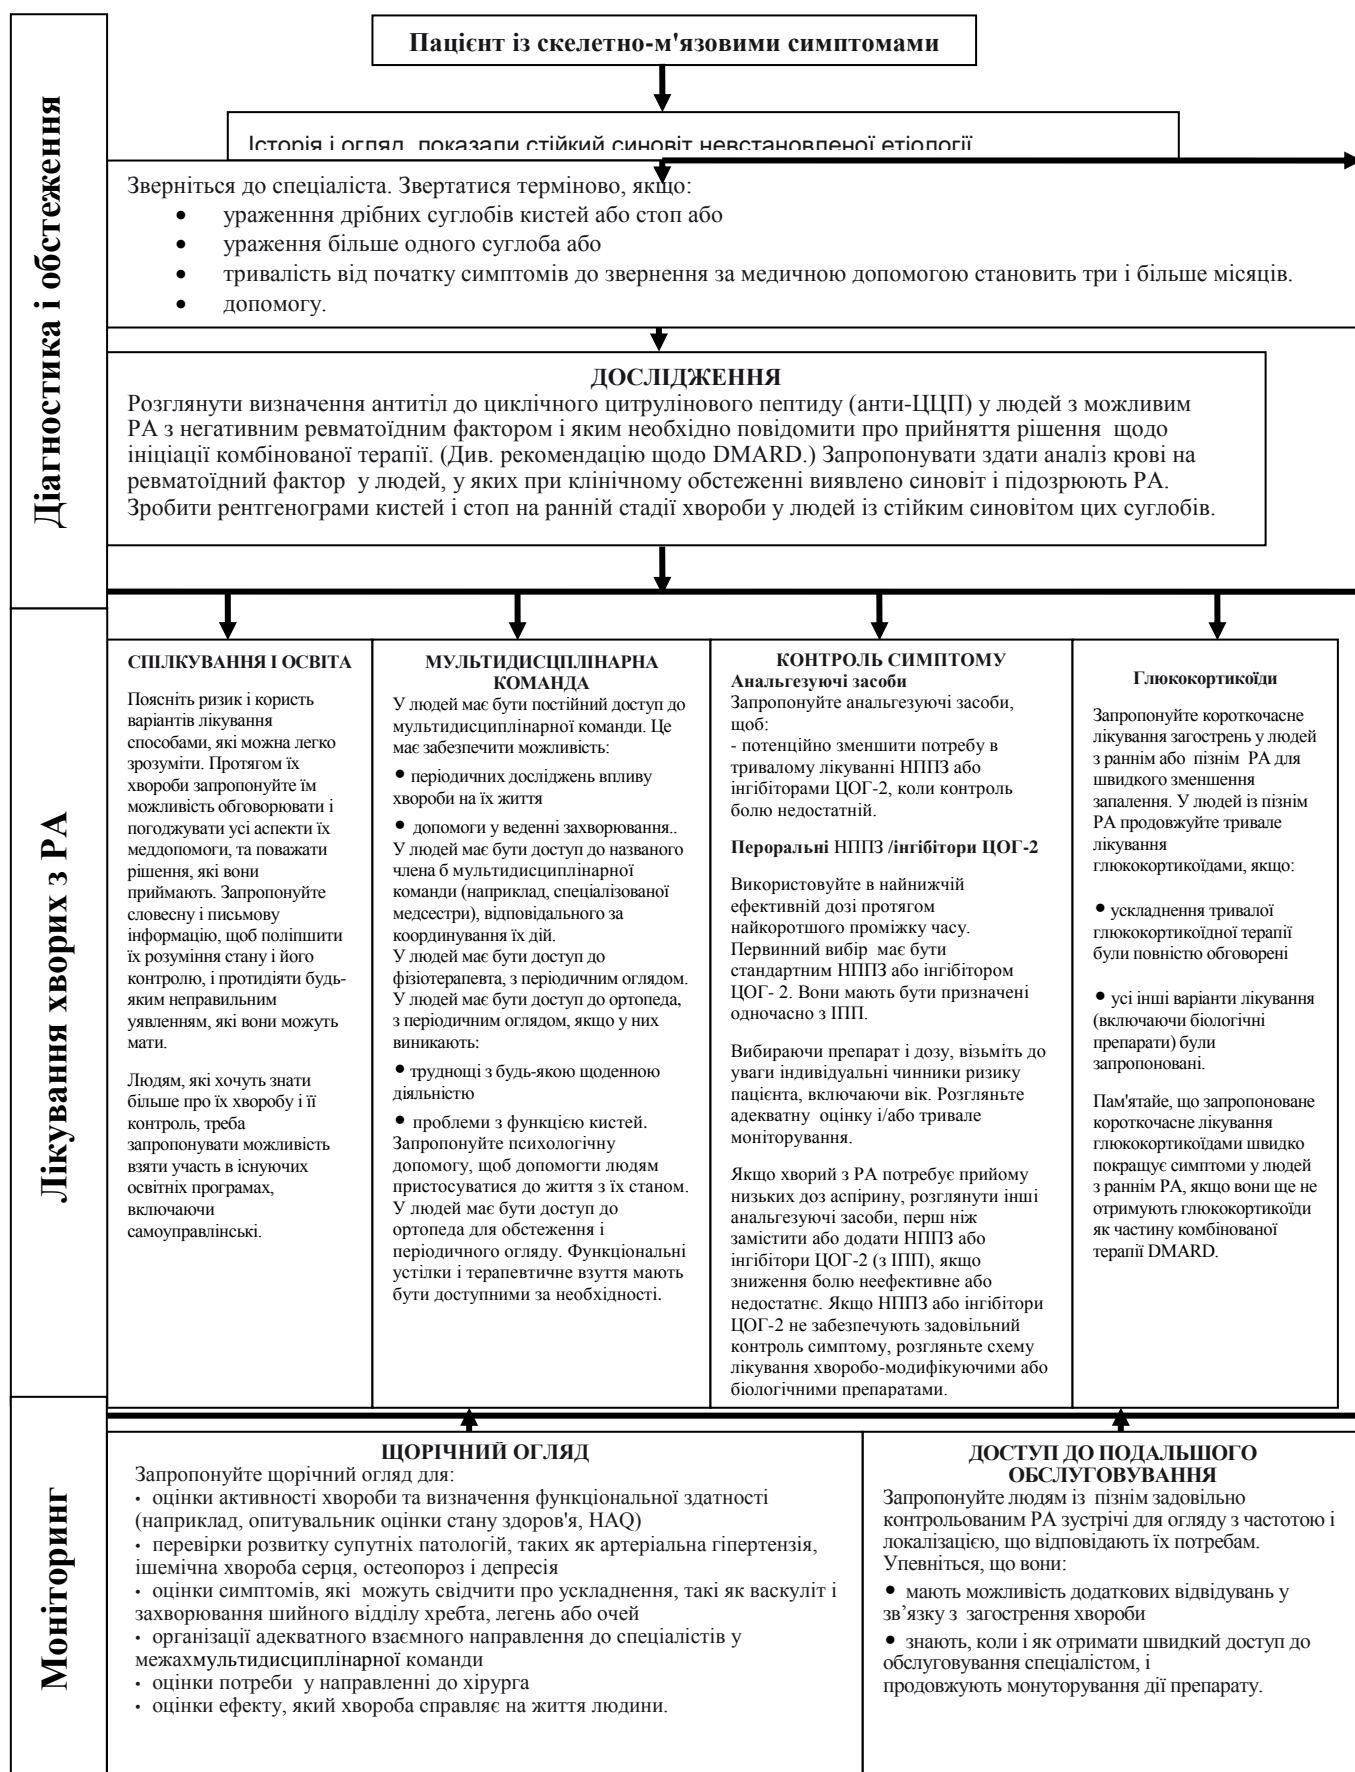 Пацієнт із скелетно-м'язовими симптомами
Історія і огляд показали стійкий синовіт невстановленої етіології
Діагностика і обстеження
Зверніться до спеціаліста. Звертатися терміново, якщо:
• ураженння дрібних суглобів кистей або стоп або
• ураження більше одного суглоба або
• тривалість від початку симптомів до звернення за медичною допомогою становить три і більше місяців.
• допомогу.
ДОСЛІДЖЕННЯ
Розглянути визначення антитіл до циклічного цитрулінового пептиду (анти-ЦЦП) у людей з можливим
РА з негативним ревматоїдним фактором і яким необхідно повідомити про прийняття рішення щодо
ініціації комбінованої терапії. (Див. рекомендацію щодо DMARD.) Запропонувати здати аналіз крові на
ревматоїдний фактор у людей, у яких при клінічному обстеженні виявлено синовіт і підозрюють РА.
Зробити рентгенограми кистей і стоп на ранній стадії хвороби у людей із стійким синовітом цих суглобів.
Лікування хворих з РА
СПІЛКУВАННЯ І ОСВІТА
Поясніть ризик і користь
варіантів лікування
способами, які можна легко
зрозуміти. Протягом їх
хвороби запропонуйте їм
можливість обговорювати і
погоджувати усі аспекти їх
меддопомоги, та поважати
рішення, які вони
приймають. Запропонуйте
словесну і письмову
інформацію, щоб поліпшити
їх розуміння стану і його
контролю, і протидіяти будь-
яким неправильним
уявленням, які вони можуть
мати.
Людям, які хочуть знати
більше про їх хворобу і її
контроль, треба
запропонувати можливість
взяти участь в існуючих
освітніх програмах,
включаючи
самоуправлінські.
МУЛЬТИДИСЦПЛІНАРНА
КОМАНДА
У людей має бути постійний доступ до
мультидисциплінарної команди. Це
має забезпечити можливість:
• періодичних досліджень впливу
хвороби на їх життя
• допомоги у веденні захворювання..
У людей має бути доступ до названого
члена б мультидисциплінарної
команди (наприклад, спеціалізованої
медсестри), відповідального за
координування їх дій.
У людей має бути доступ до
фізіотерапевта, з періодичним оглядом.
У людей має бути доступ до ортопеда,
з періодичним оглядом, якщо у них
виникають:
• труднощі з будь-якою щоденною
діяльністю
• проблеми з функцією кистей.
Запропонуйте психологічну
допомогу, щоб допомогти людям
пристосуватися до життя з їх станом.
У людей має бути доступ до
ортопеда для обстеження і
періодичного огляду. Функціональні
устілки і терапевтичне взуття мають
бути доступними за необхідності.
КОНТРОЛЬ СИМПТОМУ
Анальгезуючі засоби
Запропонуйте анальгезуючі засоби,
щоб:
- потенційно зменшити потребу в
тривалому лікуванні НППЗ або
інгібіторами ЦОГ-2, коли контроль
болю недостатній.
Пероральні НППЗ /інгібітори ЦОГ-2
Використовуйте в найнижчій
ефективній дозі протягом
найкоротшого проміжку часу.
Первинний вибір має бути
стандартним НППЗ або інгібітором
ЦОГ- 2. Вони мають бути призначені
одночасно з ІПП.
Вибираючи препарат і дозу, візьміть до
уваги індивідуальні чинники ризику
пацієнта, включаючи вік. Розгляньте
адекватну оцінку і/або тривале
моніторування.
Якщо хворий з РА потребує прийому
низьких доз аспірину, розглянути інші
анальгезуючі засоби, перш ніж
замістити або додати НППЗ або
інгібітори ЦОГ-2 (з ІПП), якщо
зниження болю неефективне або
недостатнє. Якщо НППЗ або інгібітори
ЦОГ-2 не забезпечують задовільний
контроль симптому, розгляньте схему
лікування хворобо-модифікуючими або
біологічними препаратами.
Глюкокортикоїди
Запропонуйте короткочасне
лікування загострень у людей
з раннім або пізнім РА для
швидкого зменшення
запалення. У людей із пізнім
РА продовжуйте тривале
лікування
глюкокортикоїдами, якщо:
• ускладнення тривалої
глюкокортикоїдної терапії
були повністю обговорені
• усі інші варіанти лікування
(включаючи біологічні
препарати) були
запропоновані.
Пам'ятайе, що запропоноване
короткочасне лікування
глюкокортикоїдами швидко
покращує симптоми у людей
з раннім РА, якщо вони ще не
отримують глюкокортикоїди
як частину комбінованої
терапії DMARD.
Моніторинг
ЩОРІЧНИЙ ОГЛЯД
Запропонуйте щорічний огляд для:
• оцінки активності хвороби та визначення функціональної здатності
(наприклад, опитувальник оцінки стану здоров'я, HAQ)
• перевірки розвитку супутніх патологій, таких як артеріальна гіпертензія,
ішемічна хвороба серця, остеопороз і депресія
• оцінки симптомів, які можуть свідчити про ускладнення, такі як васкуліт і
захворювання шийного відділу хребта, легень або очей
• організації адекватного взаємного направлення до спеціалістів у
межахмультидисциплінарної команди
• оцінки потреби у направленні до хірурга
• оцінки ефекту, який хвороба справляє на життя людини.
ДОСТУП ДО ПОДАЛЬШОГО
ОБСЛУГОВУВАННЯ
Запропонуйте людям із пізнім задовільно
контрольованим РА зустрічі для огляду з частотою і
локалізацією, що відповідають їх потребам.
Упевніться, що вони:
• мають можливість додаткових відвідувань у
зв’язку з загострення хвороби
• знають, коли і як отримати швидкий доступ до
обслуговування спеціалістом, і
продовжують монуторування дії препарату.